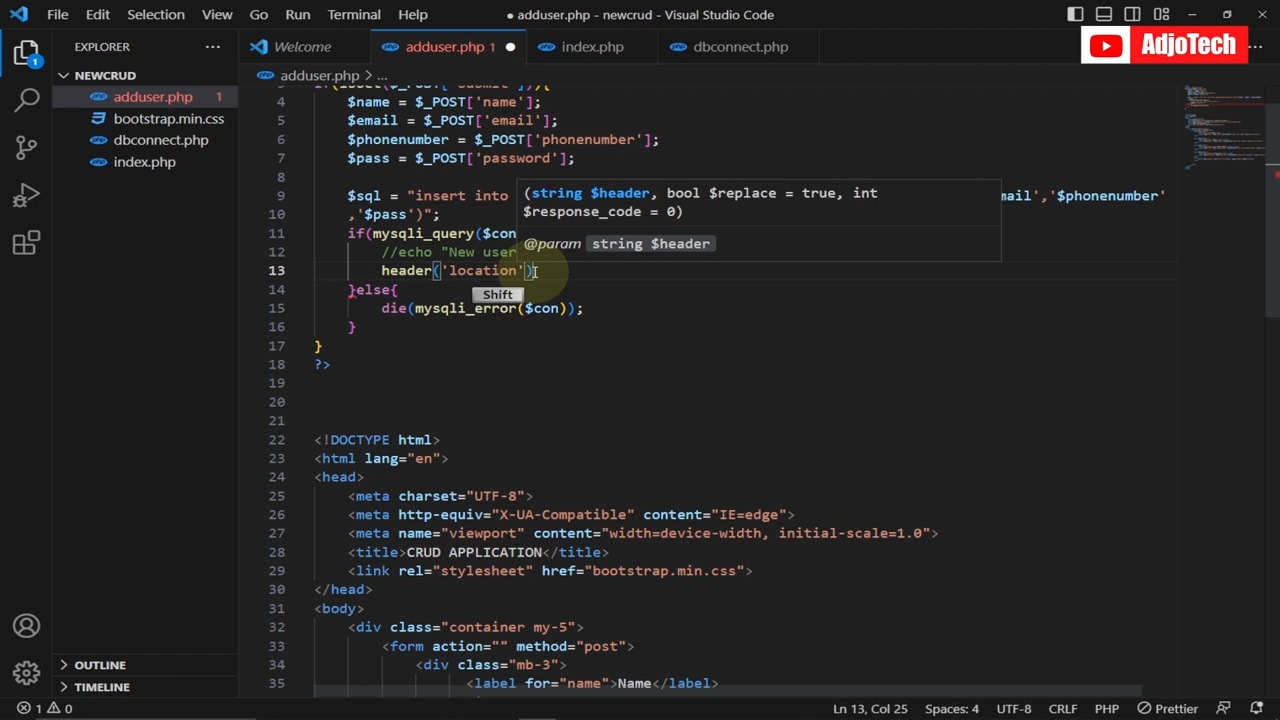 File Edit Selection View Go Run Terminal Help
● adduser.php - newcrud - Visual Studio Code
AdjoTech
EXPLORER
Welcome
adduser.php 1
index.php
dbconnect.php
NEWCRUD
adduser.php 1
bootstrap.min.css
dbconnect.php
index.php
adduser.php > ...
4 $name = $_POST['name'];
5 $email = $_POST['email'];
6 $phonenumber = $_POST['phonenumber'];
7 $pass = $_POST['password'];
8
9 $sql = "insert into mail','$phonenumber'
10 ,'$pass')";
11 if(mysqli_query($con
12 //echo "New user
13 header('location')
14 }else{
15 die(mysqli_error($con));
16 }
17 }
18 ?>
19
20
21
22 <!DOCTYPE html>
23 <html lang="en">
24 <head>
25 <meta charset="UTF-8">
26 <meta http-equiv="X-UA-Compatible" content="IE=edge">
27 <meta name="viewport" content="width=device-width, initial-scale=1.0">
28 <title>CRUD APPLICATION</title>
29 <link rel="stylesheet" href="bootstrap.min.css">
30 </head>
31 <body>
32 <div class="container my-5">
33 <form action="" method="post">
34 <div class="mb-3">
35 <label for="name">Name</label>
(string $header, bool $replace = true, int
$response_code = 0)
@param string $header
Shift
OUTLINE
TIMELINE
1 0
Ln 13, Col 25 Spaces: 4 UTF-8 CRLF PHP Prettier